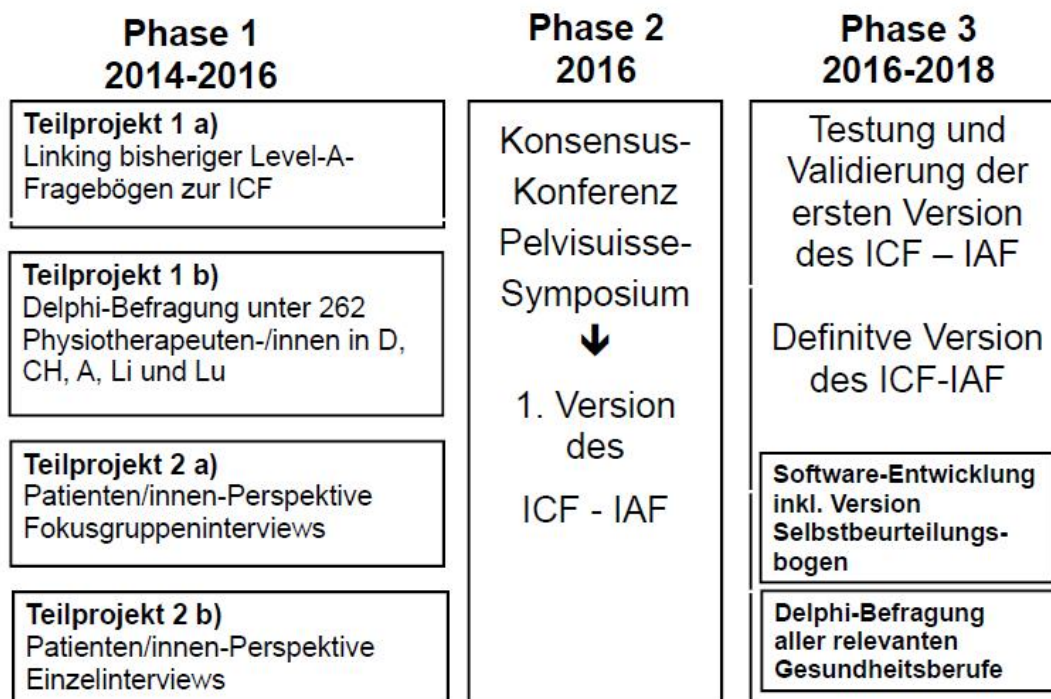 Phase 1
2014-2016
Teilprojekt 1 a)
Linking bisheriger Level-A-
Fragebögen zur ICF
Teilprojekt 1 b)
Delphi-Befragung unter 262
Physiotherapeuten-/innen in D,
CH, A, Li und Lu
Teilprojekt 2 a)
Patienten/innen-Perspektive
Fokusgruppeninterviews
Teilprojekt 2 b)
Patienten/innen-Perspektive
Einzelinterviews
Phase 2
2016
Konsensus-
Konferenz
Pelvisuisse-
Symposium
↓
1. Version
des
ICF - IAF
Phase 3
2016-2018
Testung und
Validierung der
ersten Version
des ICF – IAF
Definitve Version
des ICF-IAF
Software-Entwicklung
inkl. Version
Selbstbeurteilungs-
bogen
Delphi-Befragung
aller relevanten
Gesundheitsberufe